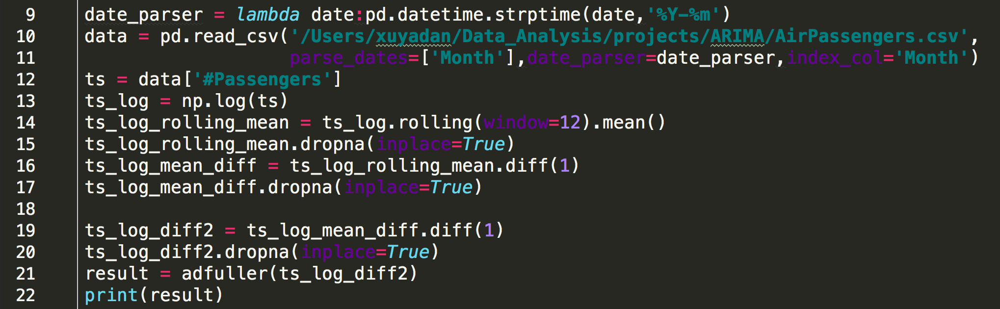 9 date_parser = lambda date:pd.datetime.strptime(date,'%Y-%m')
10 data = pd.read_csv('/Users/xuyadan/Data_Analysis/projects/ARIMA/AirPassengers.csv',
11 parse_dates=['Month'],date_parser=date_parser,index_col='Month')
12 ts = data['#Passengers']
13 ts_log = np.log(ts)
14 ts_log_rolling_mean = ts_log.rolling(window=12).mean()
15 ts_log_rolling_mean.dropna(inplace=True)
16 ts_log_mean_diff = ts_log_rolling_mean.diff(1)
17 ts_log_mean_diff.dropna(inplace=True)
18
19 ts_log_diff2 = ts_log_mean_diff.diff(1)
20 ts_log_diff2.dropna(inplace=True)
21 result = adfuller(ts_log_diff2)
22 print(result)